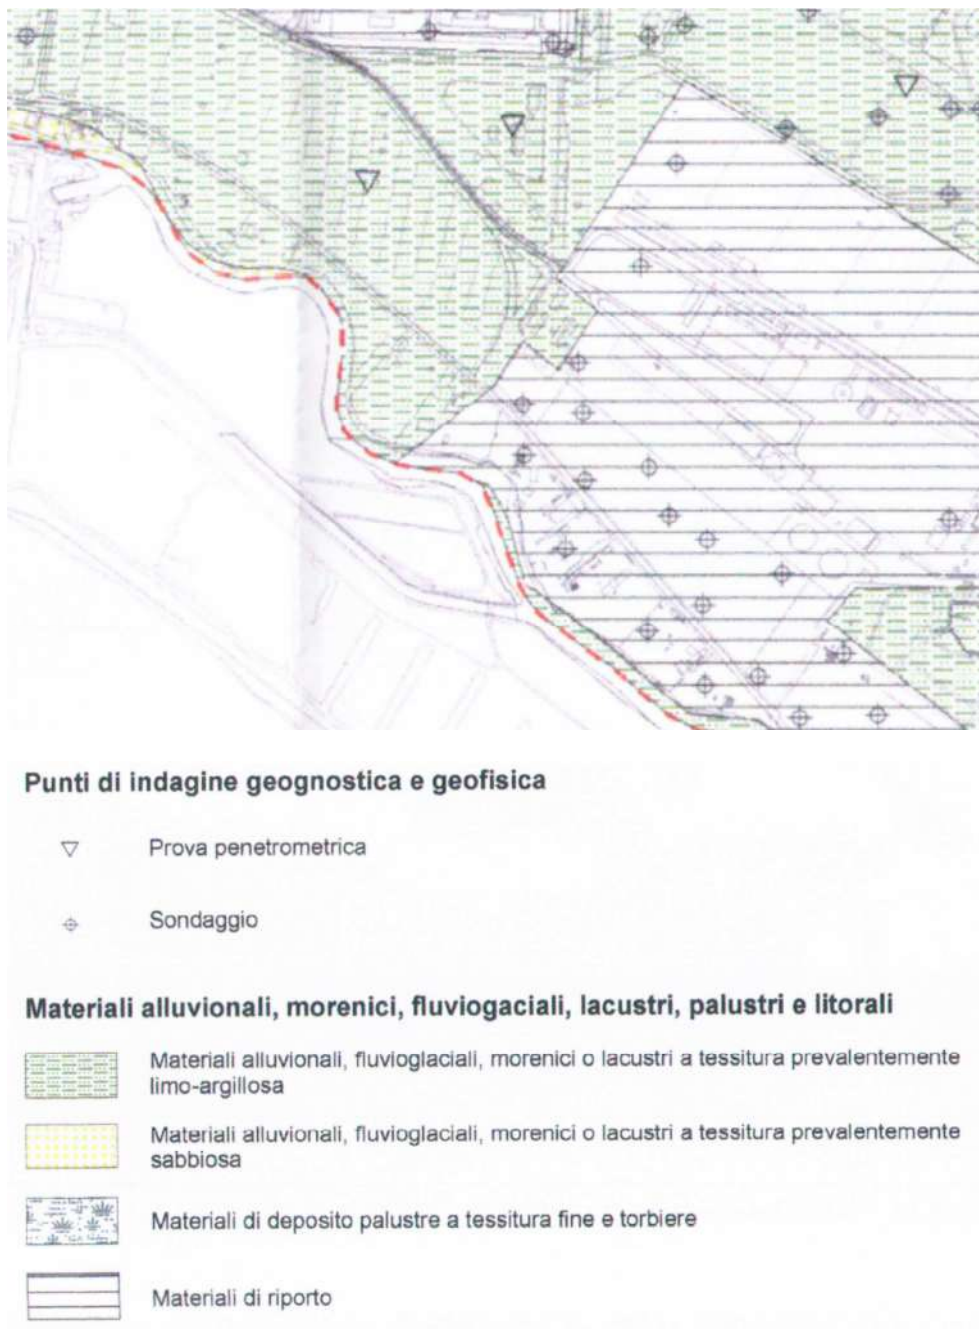 Punti di indagine geognostica e geofisica
Prova penetrometrica
Sondaggio
Materiali alluvionali, morenici, fluviogaciali, lacustri, palustri e litorali
Materiali alluvionali, fluvioglaciali, morenici o lacustri a tessitura prevalentemente
limo-argillosa
Materiali alluvionali, fluvioglaciali, morenici o lacustri a tessitura prevalentemente
sabbiosa
Materiali di deposito palustre a tessitura fine e torbiere
Materiali di riporto